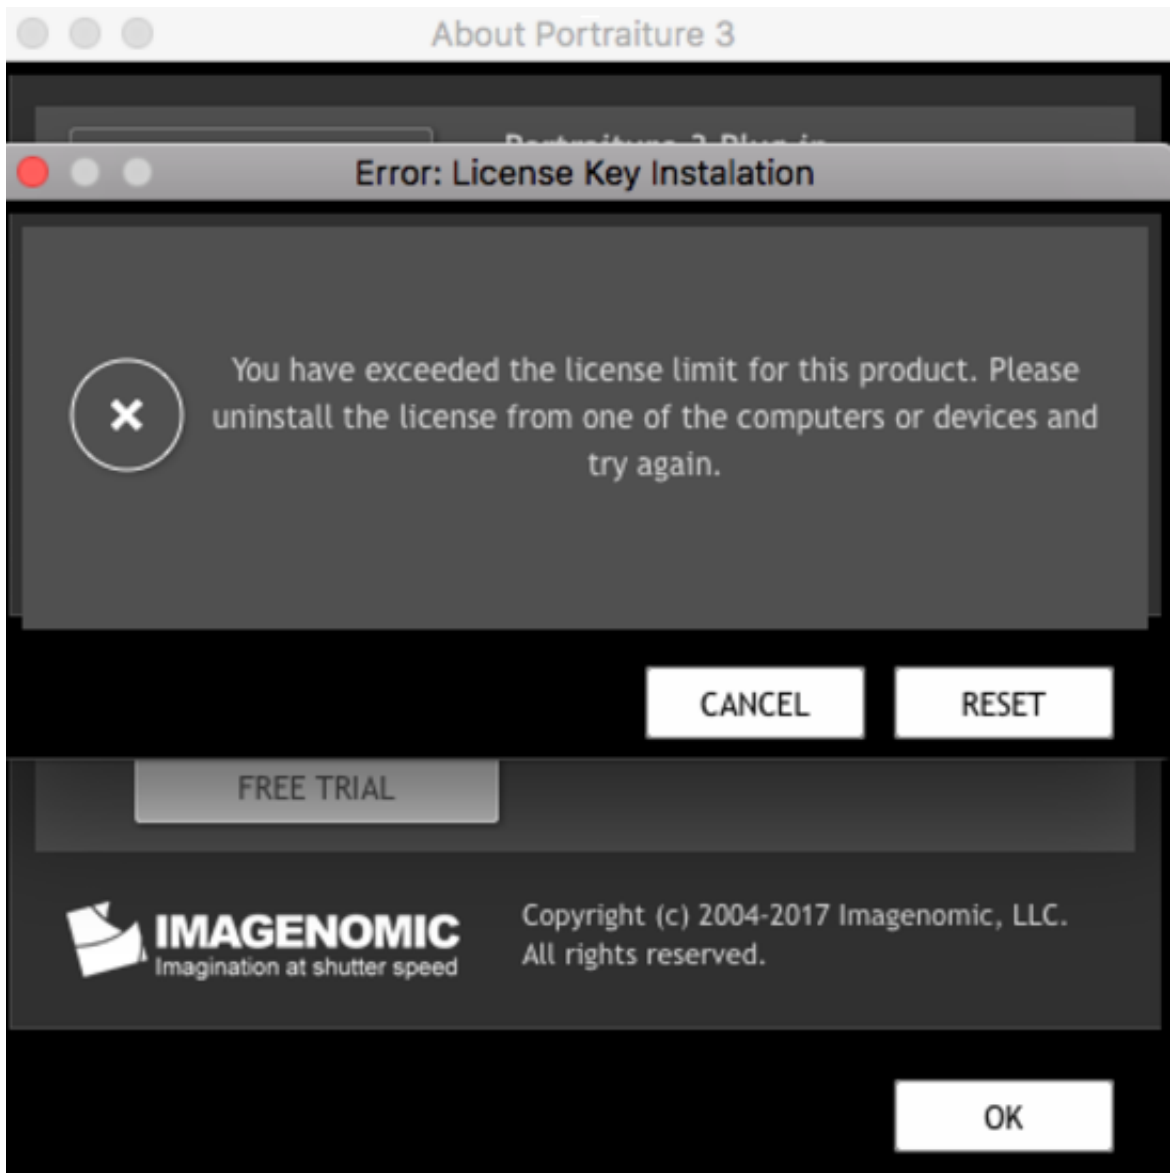 About Portraiture 3
Error: License Key Instalation
You have exceeded the license limit for this product. Please
uninstall the license from one of the computers or devices and
try again.
CANCEL
RESET
FREE TRIAL
IMAGENOMIC
Imagination at shutter speed
Copyright (c) 2004-2017 Imagenomic, LLC.
All rights reserved.
OK